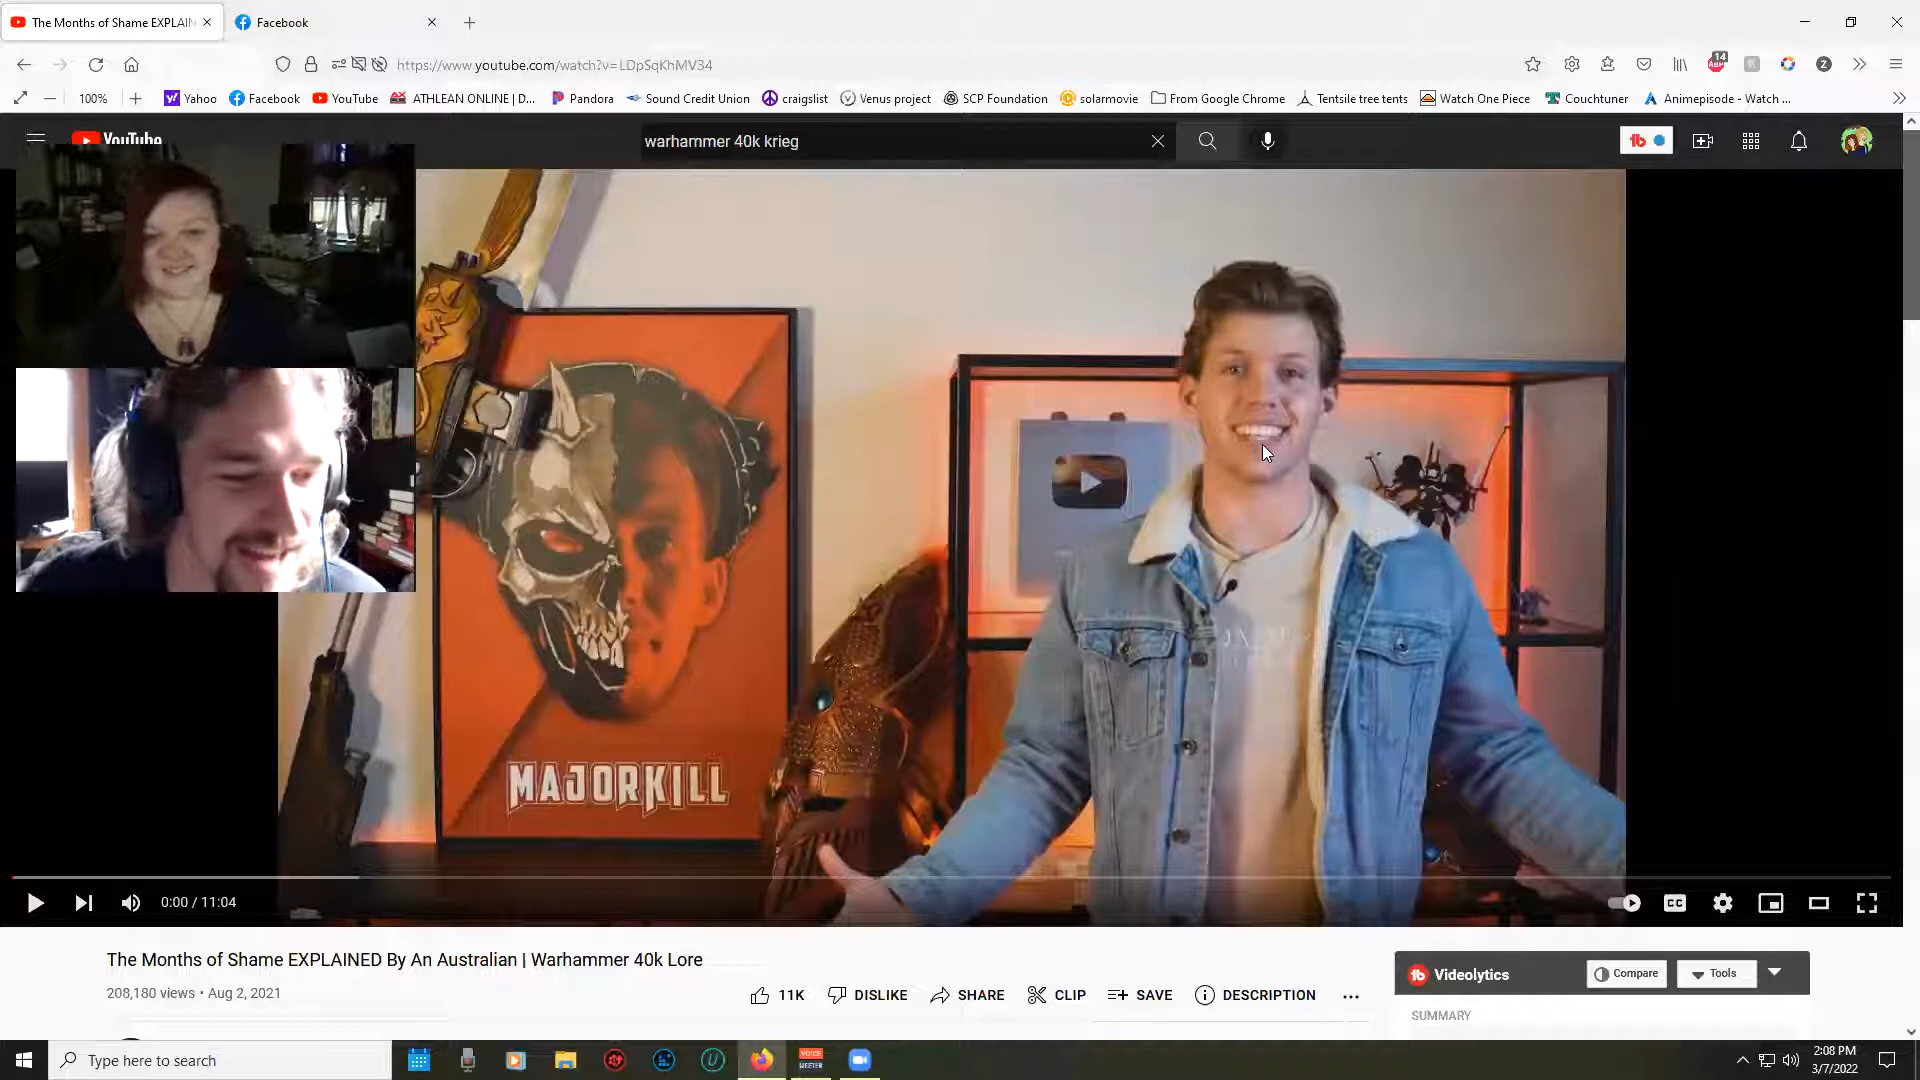 The Months of Shame EXPLAIN
Facebook
https://www.youtube.com/watch?v=LDpSqKhMV34
14
100%
Yahoo
Facebook
YouTube
ATHLEAN ONLINE | D...
Pandora
Sound Credit Union
craigslist
Venus project
SCP Foundation
solarmovie
From Google Chrome
Tentsile tree tents
Watch One Piece
Couchtuner
Animepisode - Watch ...
YouTube
warhammer 40k krieg
MAJORKILL
0:00 / 11:04
CC
The Months of Shame EXPLAINED By An Australian | Warhammer 40k Lore
208,180 views • Aug 2, 2021
11K
DISLIKE
SHARE
CLIP
SAVE
DESCRIPTION
...
Videolytics
Compare
Tools
SUMMARY
Type here to search
VOICE
MEETER
2:08 PM
3/7/2022